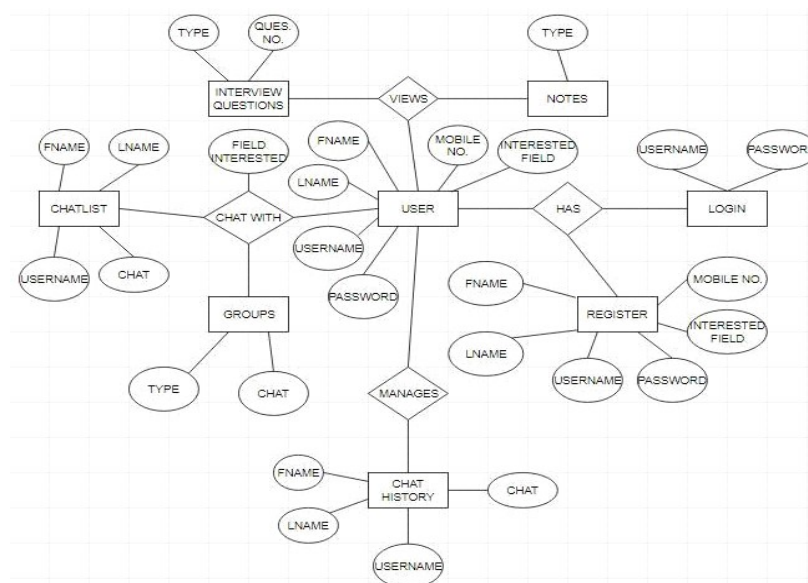 TYPE
QUES.
NO.
TYPE
INTERVIEW
QUESTIONS
VIEWS
NOTES
FNAME
LNAME
FIELD
INTERESTED
FNAME
MOBILE
NO.
INTERESTED
FIELD
USERNAME
PASSWORD
LNAME
CHATLIST
CHAT WITH
USER
HAS
LOGIN
USERNAME
CHAT
USERNAME
PASSWORD
FNAME
MOBILE NO.
GROUPS
REGISTER
INTERESTED
FIELD
LNAME
TYPE
CHAT
USERNAME
PASSWORD
MANAGES
FNAME
CHAT
HISTORY
CHAT
LNAME
USERNAME